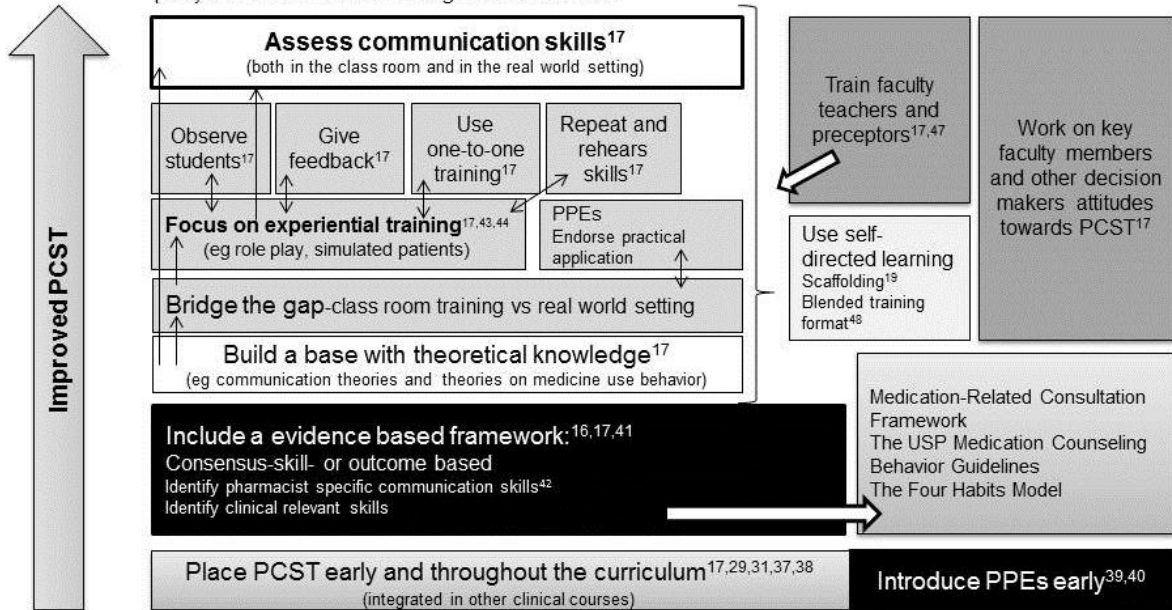 Assess communication skills17
(both in the class room and in the real world setting)
Observe
students17
Give
feedback17
Use
one-to-one
training17
Repeat and
rehears
skills17
Focus on experiential training17,43,44
(eg role play, simulated patients)
PPEs
Endorse practical
application
Bridge the gap-class room training vs real world setting
Build a base with theoretical knowledge17
(eg communication theories and theories on medicine use behavior)
Include a evidence based framework:16,17,41
Consensus-skill- or outcome based
Identify pharmacist specific communication skills42
Identify clinical relevant skills
Place PCST early and throughout the curriculum17,29,31,37,38
(integrated in other clinical courses)
Introduce PPEs early39,40
Train faculty
teachers and
preceptors17,47
Use self-
directed learning
Scaffolding19
Blended training
format48
Work on key
faculty members
and other decision
makers attitudes
towards PCST17
Medication-Related Consultation
Framework
The USP Medication Counseling
Behavior Guidelines
The Four Habits Model
Improved PCST